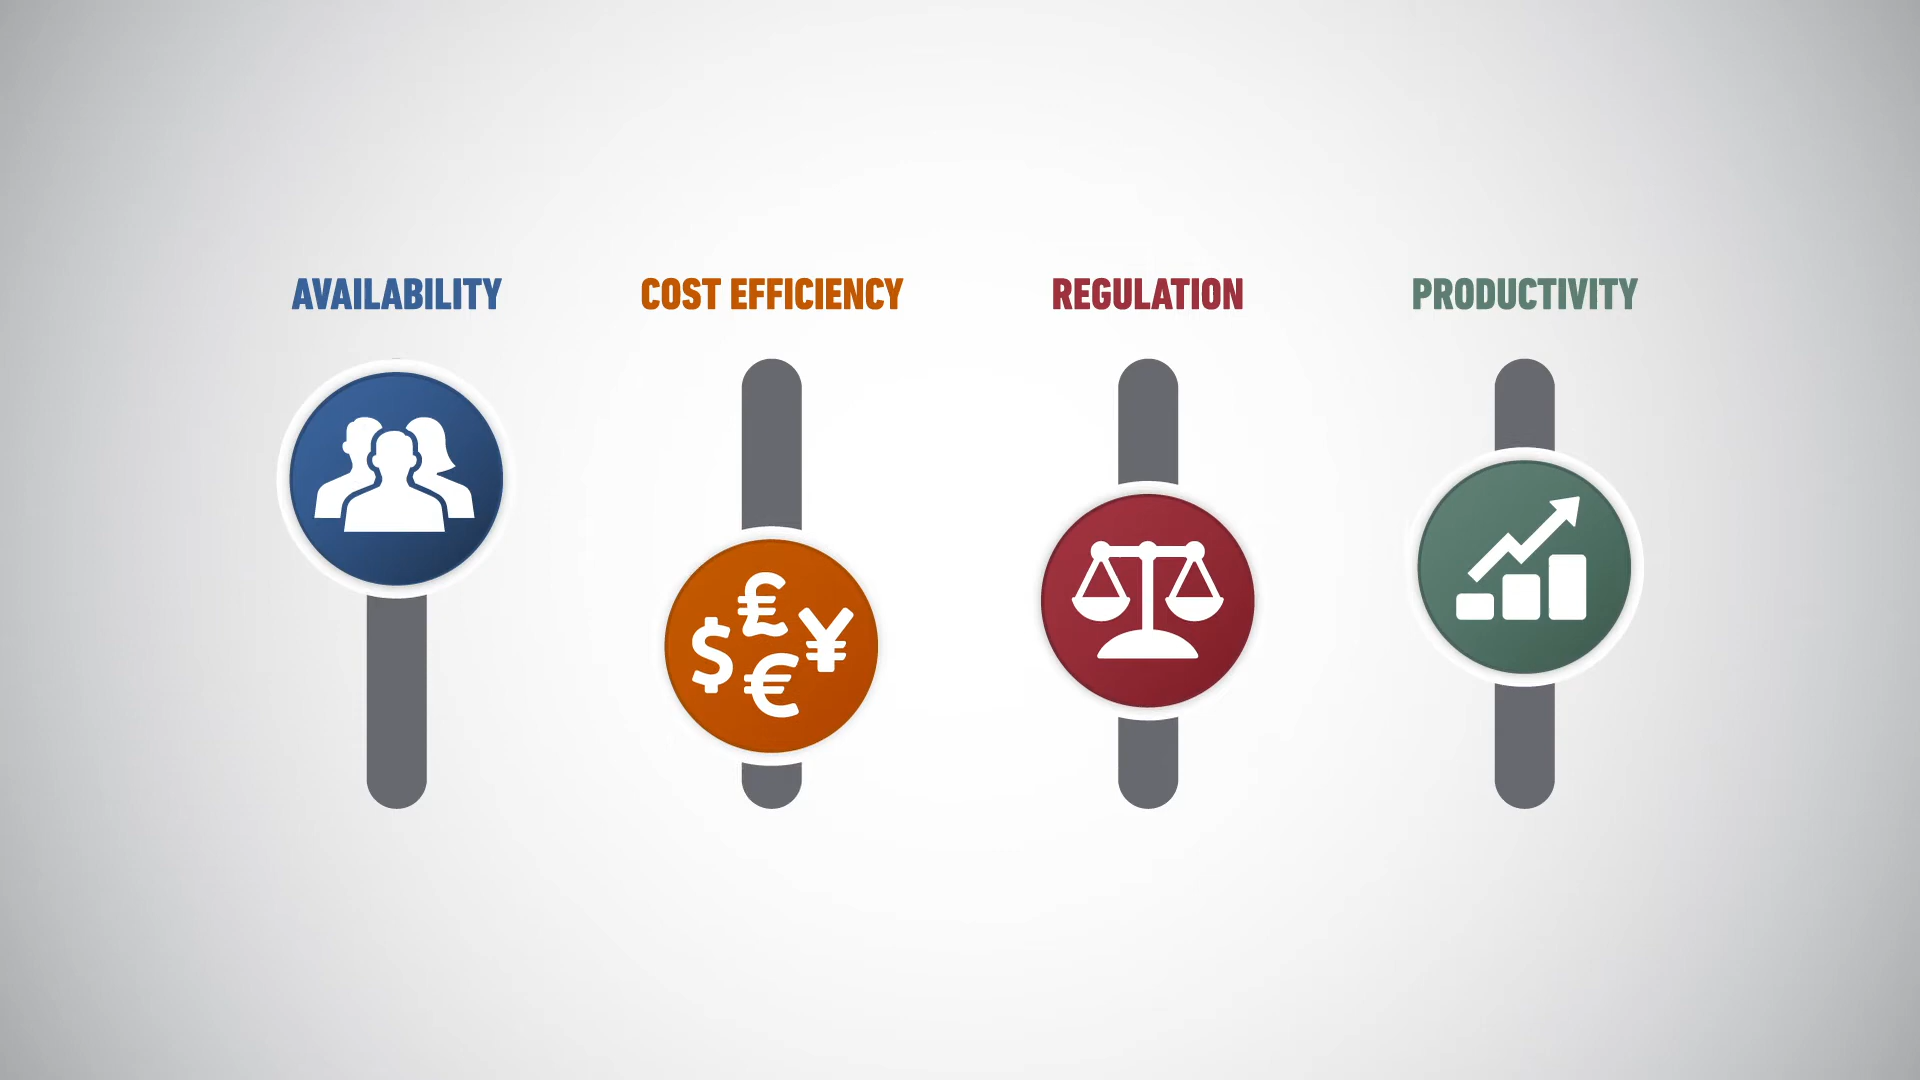 AVAILABILITY
COST EFFICIENCY
REGULATION
PRODUCTIVITY
$ £ € ¥